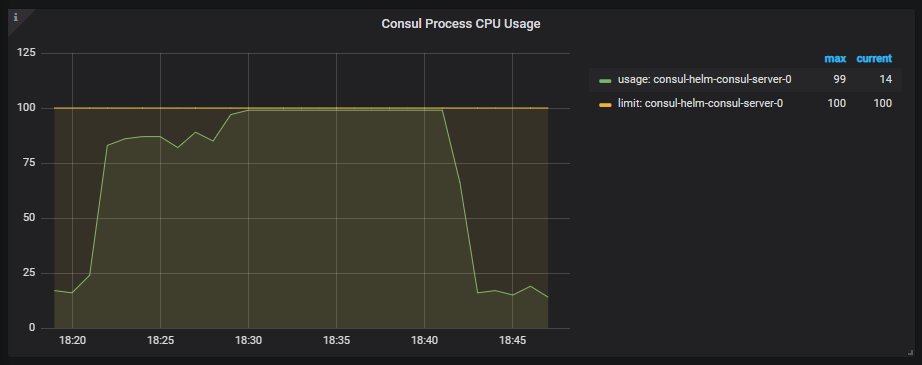 i
Consul Process CPU Usage
125
100
75
50
25
0
18:20 18:25 18:30 18:35 18:40 18:45
max current
usage: consul-helm-consul-server-0 99 14
limit: consul-helm-consul-server-0 100 100